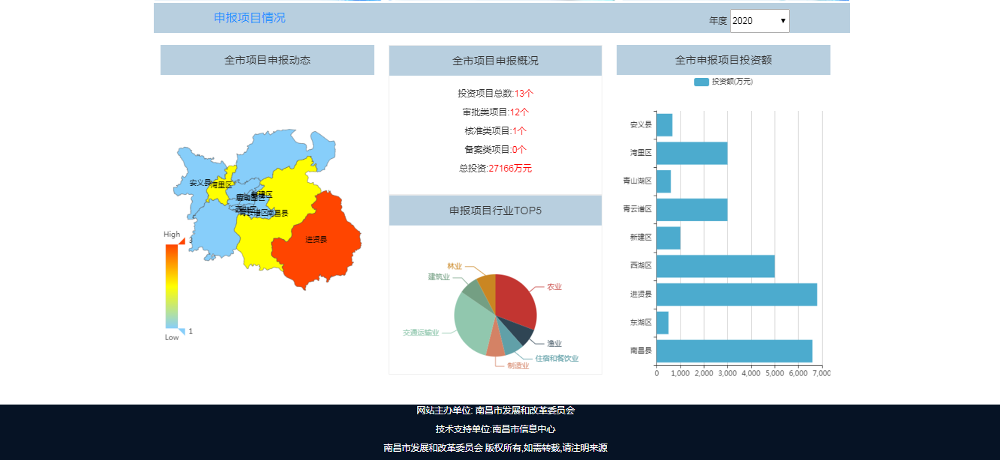 申报项目情况
年度 2020
全市项目申报动态
安义县
湾里区
新建区
青云谱区
南昌县
进贤县
High
3
1
Low
全市项目申报概况
投资项目总数:13个
审批类项目:12个
核准类项目:1个
备案类项目:0个
总投资:27166万元
申报项目行业TOP5
林业
建筑业
农业
交通运输业
渔业
住宿和餐饮业
制造业
全市申报项目投资额
投资额(万元)
安义县
湾里区
青山湖区
青云谱区
新建区
西湖区
进贤县
东湖区
南昌县
0 1,000 2,000 3,000 4,000 5,000 6,000 7,000
网站主办单位: 南昌市发展和改革委员会
技术支持单位:南昌市信息中心
南昌市发展和改革委员会 版权所有,如需转载,请注明来源